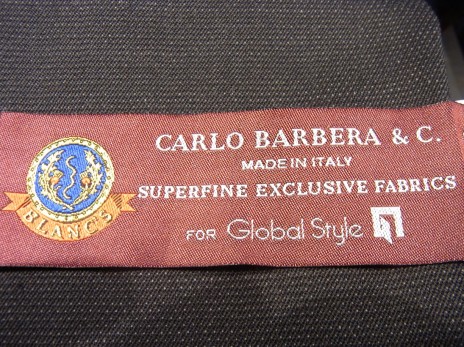 CARLO BARBERA & C.
MADE IN ITALY
SUPERFINE EXCLUSIVE FABRICS
BLANCS
FOR Global Style